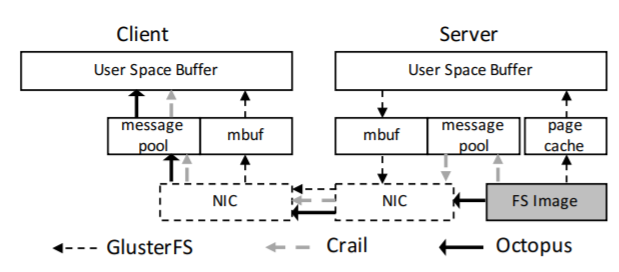 Client Server
User Space Buffer User Space Buffer
message pool mbuf mbuf message pool page cache
NIC NIC FS Image
GlusterFS Crail Octopus